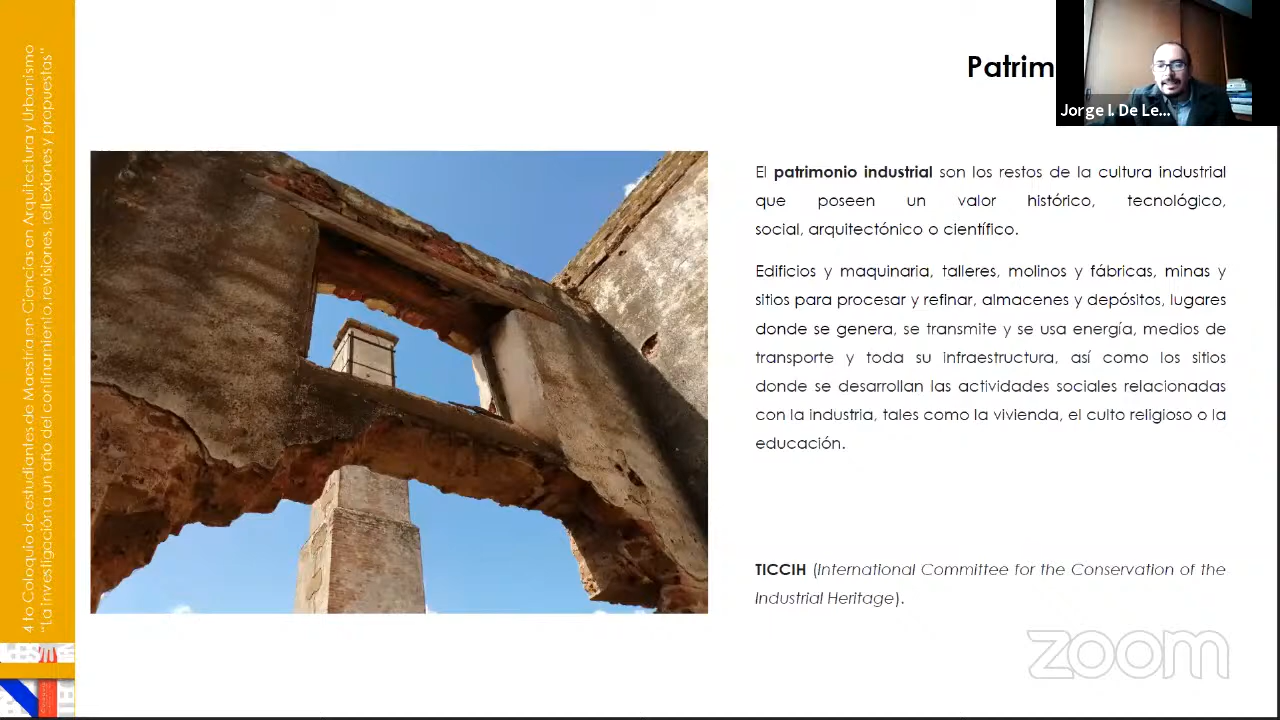 4to Coloquio de estudiantes de Maestría en Ciencias en Arquitectura y Urbanismo
"La investigación a un año del confinamiento, revisiones, reflexiones y propuestas"
Patrim
Jorge I. De Le...
El patrimonio industrial son los restos de la cultura industrial
que poseen un valor histórico, tecnológico,
social, arquitectónico o científico.
Edificios y maquinaria, talleres, molinos y fábricas, minas y
sitios para procesar y refinar, almacenes y depósitos, lugares
donde se genera, se transmite y se usa energía, medios de
transporte y toda su infraestructura, así como los sitios
donde se desarrollan las actividades sociales relacionadas
con la industria, tales como la vivienda, el culto religioso o la
educación.
TICCIH (International Committee for the Conservation of the
Industrial Heritage).
zoom